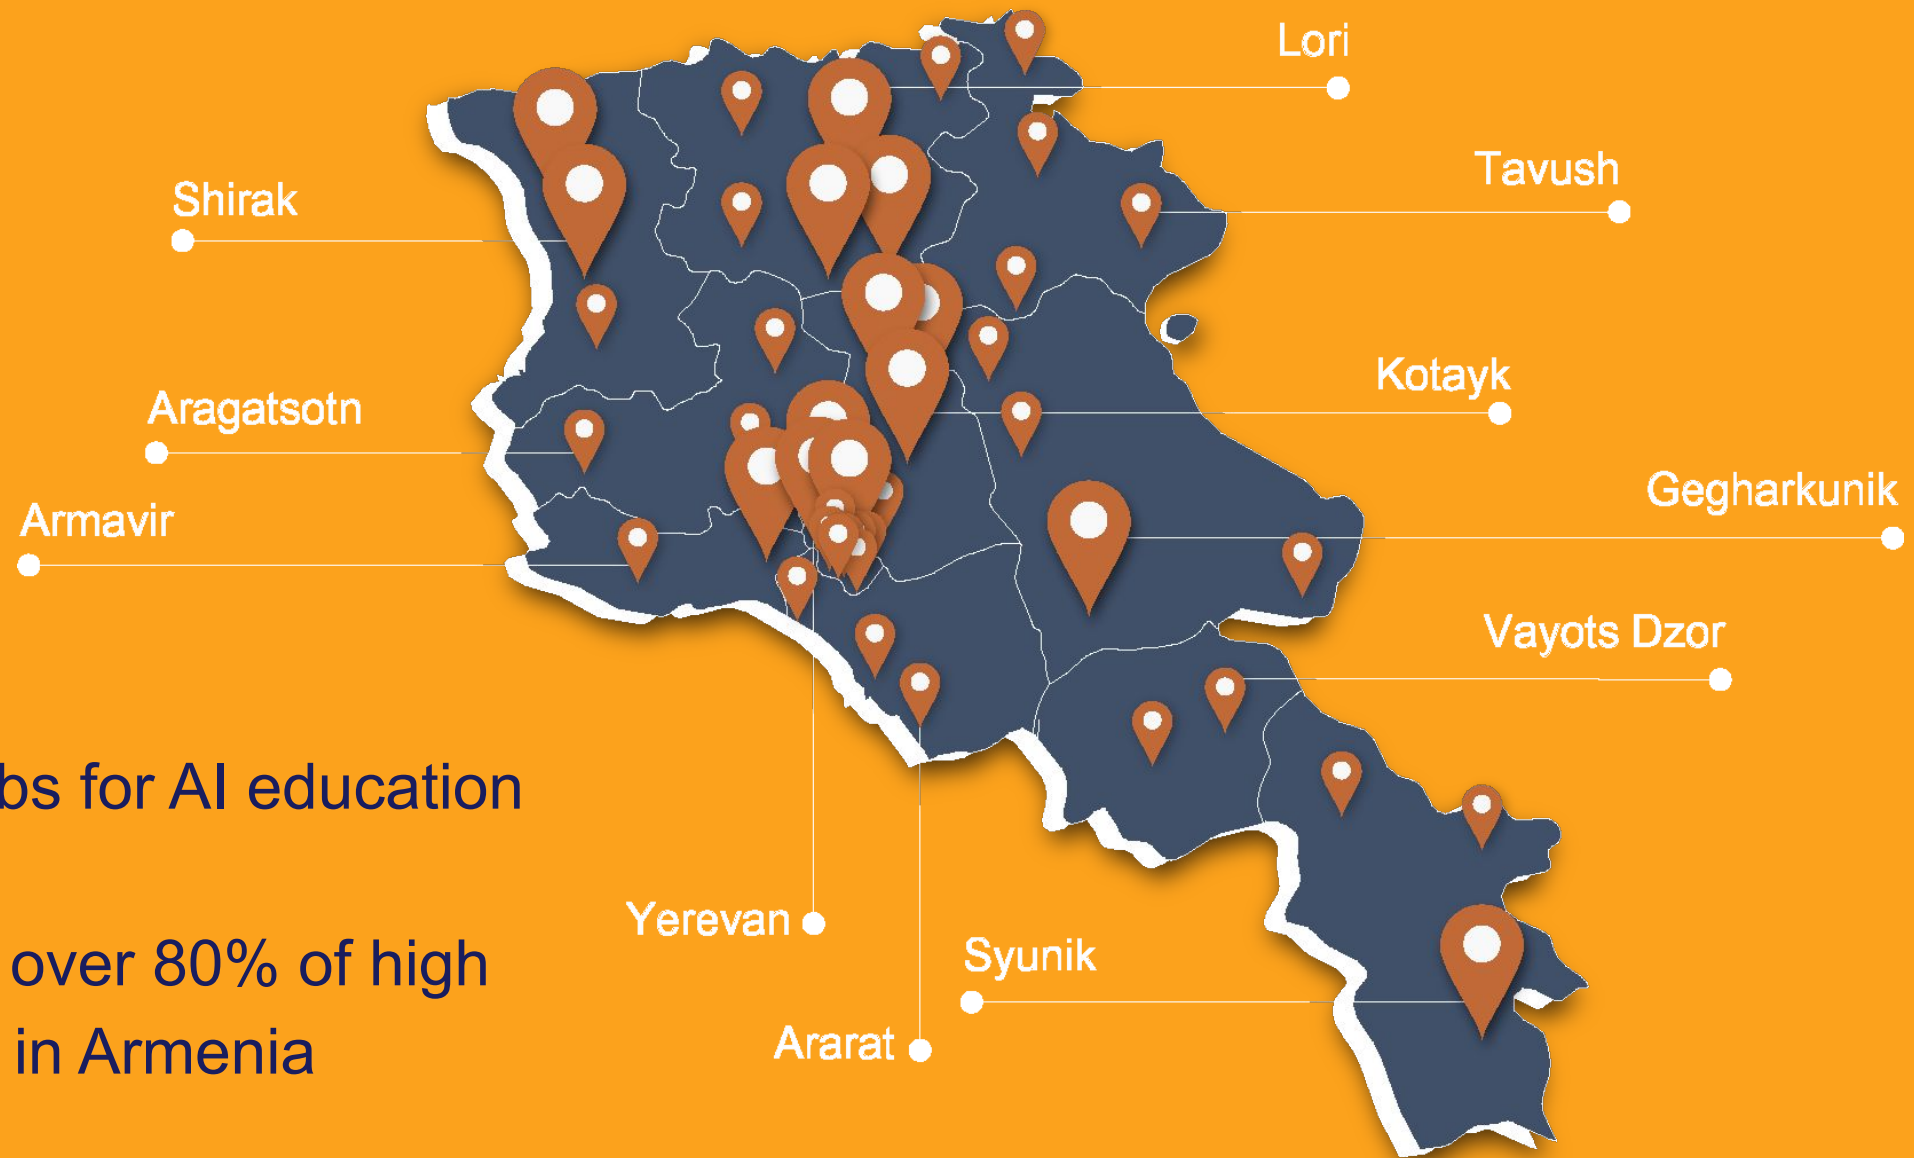 Lori
Tavush
Shirak
Kotayk
Aragatsotn
Gegharkunik
Armavir
Vayots Dzor
bs for AI education
Yerevan
over 80% of high
Syunik
in Armenia
Ararat